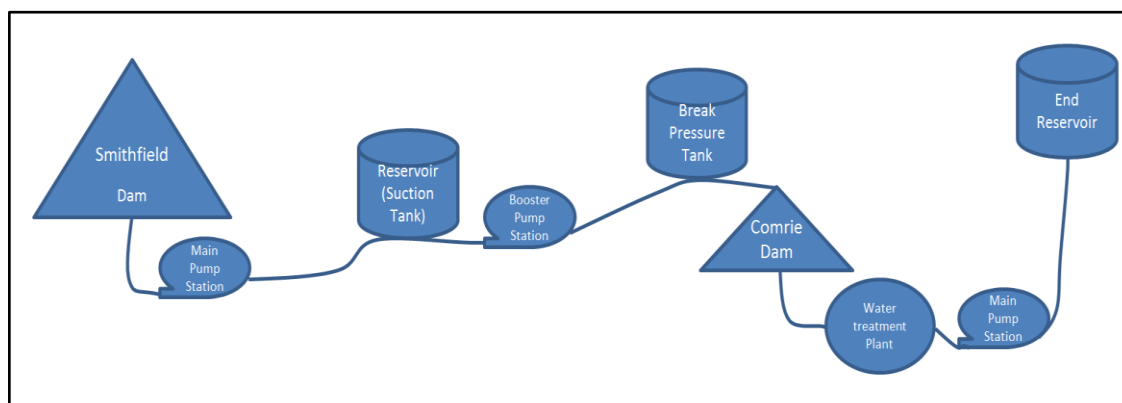 Smithfield
Dam
Main
Pump
Station
Reservoir
(Suction
Tank)
Booster
Pump
Station
Break
Pressure
Tank
Comrie
Dam
Water
treatment
Plant
Main
Pump
Station
End
Reservoir